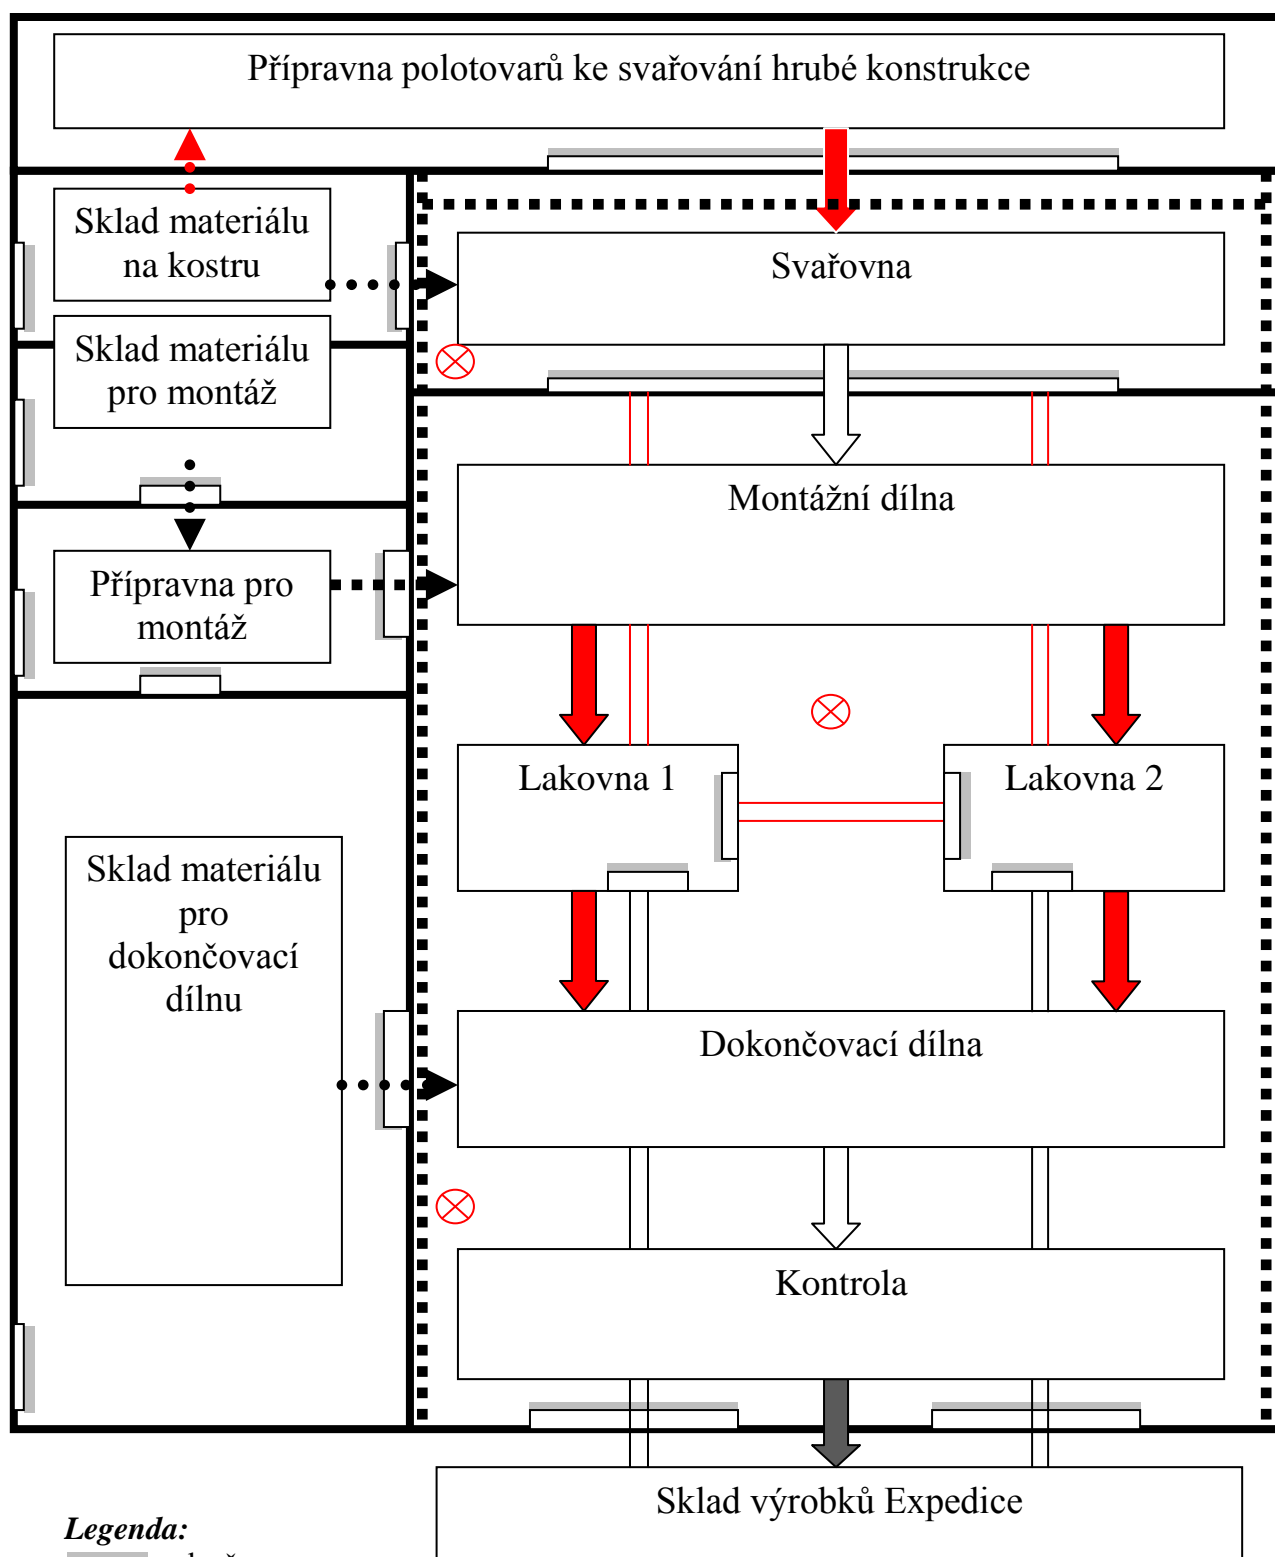 Přípravna polotovarů ke svařování hrubé konstrukce
Sklad materiálu
na kostru
Svařovna
Sklad materiálu
pro montáž
Montážní dílna
Přípravna pro
montáž
Lakovna 1
Lakovna 2
Sklad materiálu
pro
dokončovací
dílnu
Dokončovací dílna
Kontrola
Sklad výrobků Expedice
Legenda: